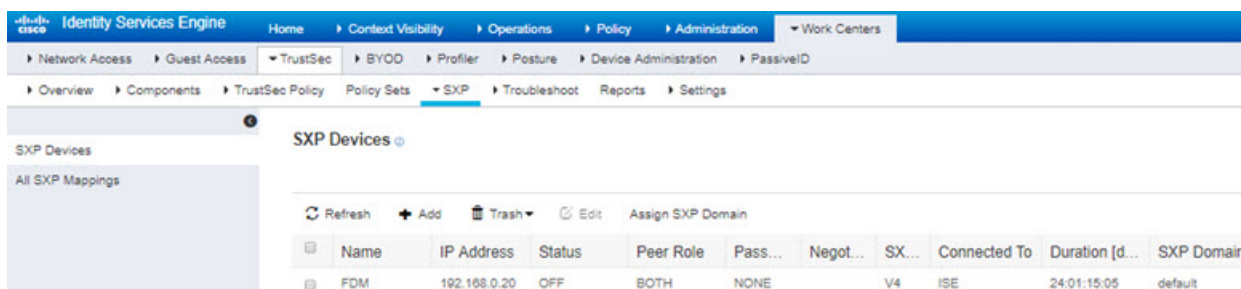 cisco Identity Services Engine Home Context Visibility Operations Policy Administration Work Centers
Network Access Guest Access TrustSec BYOD Profiler Posture Device Administration PassiveID
Overview Components TrustSec Policy Policy Sets SXP Troubleshoot Reports Settings
SXP Devices
All SXP Mappings
SXP Devices
Refresh Add Trash Edit Assign SXP Domain
Name IP Address Status Peer Role Pass... Negot... SX... Connected To Duration [d... SXP Domain
FDM 192.168.0.20 OFF BOTH NONE V4 ISE 24:01:15:05 default